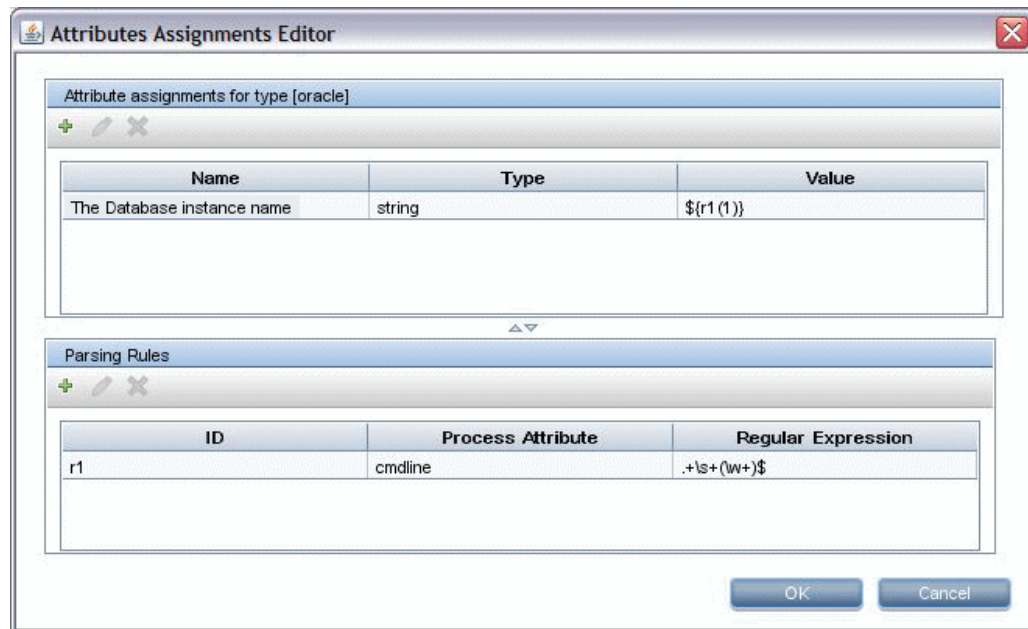 Attributes Assignments Editor
Attribute assignments for type [oracle]
Name Type Value
The Database instance name string ${r1(1)}
Parsing Rules
ID Process Attribute Regular Expression
r1 cmdline .+\s+(\w+)$
OK Cancel